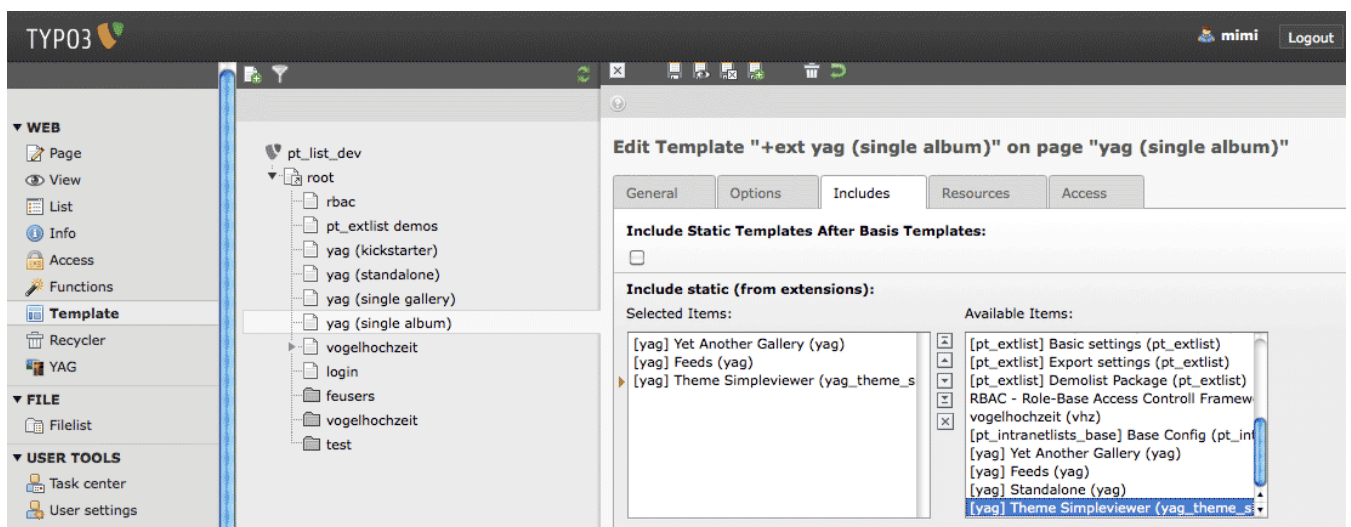 TYPO3
mimi
Logout
WEB
Page
View
List
Info
Access
Functions
Template
Recycler
YAG
FILE
Filelist
USER TOOLS
Task center
User settings
pt_list_dev
root
rbac
pt_extlist demos
yag (kickstarter)
yag (standalone)
yag (single gallery)
yag (single album)
vogelhochzeit
login
feusers
vogelhochzeit
test
Edit Template "+ext yag (single album)" on page "yag (single album)"
General Options Includes Resources Access
Include Static Templates After Basis Templates:
Include static (from extensions):
Selected Items:
[yag] Yet Another Gallery (yag)
[yag] Feeds (yag)
[yag] Theme Simpleviewer (yag_theme_s
Available Items:
[pt_extlist] Basic settings (pt_extlist)
[pt_extlist] Export settings (pt_extlist)
[pt_extlist] Demolist Package (pt_extlist)
RBAC - Role-Base Access Controll Framew
vogelhochzeit (vhz)
[pt_intranetlists_base] Base Config (pt_int
[yag] Yet Another Gallery (yag)
[yag] Feeds (yag)
[yag] Standalone (yag)
[yag] Theme Simpleviewer (yag_theme_s